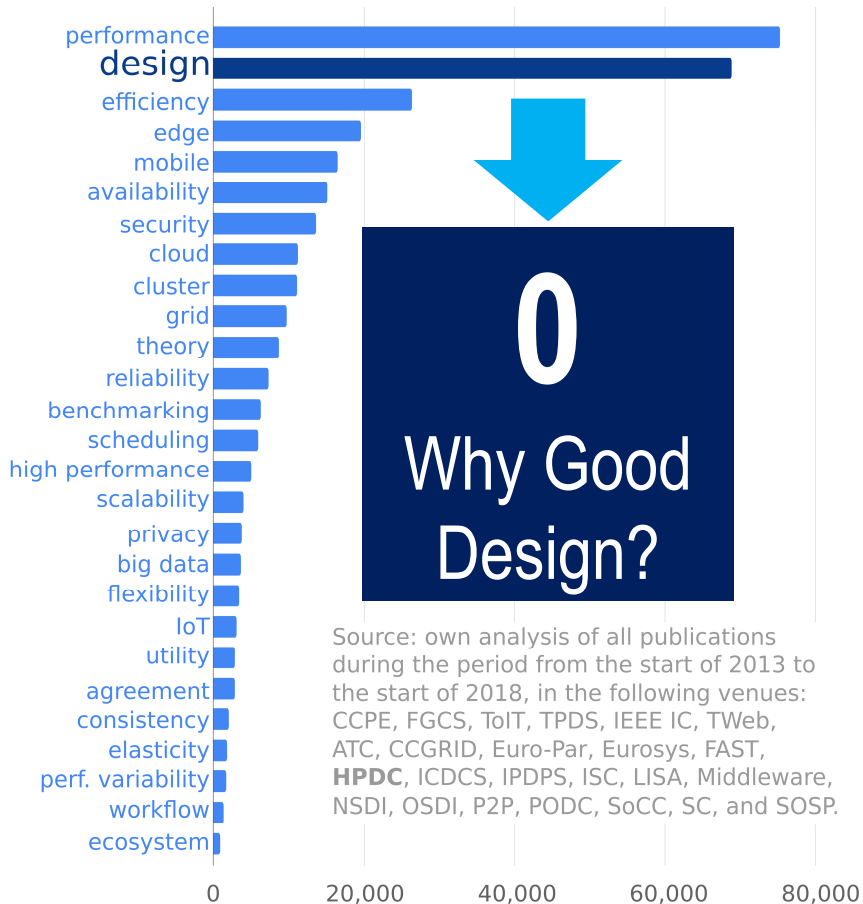 performance
design
efficiency
edge
mobile
availability
security
cloud
cluster
grid
theory
reliability
benchmarking
scheduling
high performance
scalability
privacy
big data
flexibility
IoT
utility
agreement
consistency
elasticity
perf. variability
workflow
ecosystem
0
Why Good
Design?
Source: own analysis of all publications
during the period from the start of 2013 to
the start of 2018, in the following venues:
CCPE, FGCS, ToIT, TPDS, IEEE IC, TWeb,
ATC, CCGRID, Euro-Par, Eurosys, FAST,
HPDC, ICDCS, IPDPS, ISC, LISA, Middleware,
NSDI, OSDI, P2P, PODC, SoCC, SC, and SOSP.
0 20,000 40,000 60,000 80,000